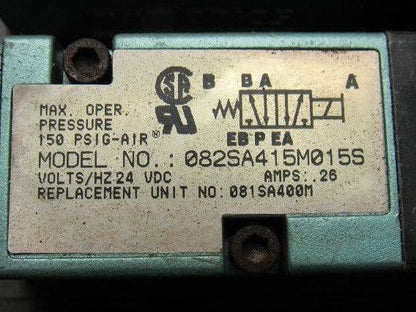 SA
B B A A
MAX. OPER.
PRESSURE
150 PSIG-AIR ®
EB P EA
MODEL NO.: 082SA415M015S
VOLTS/HZ 24 VDC AMPS: .26
REPLACEMENT UNIT NO: 081SA400M